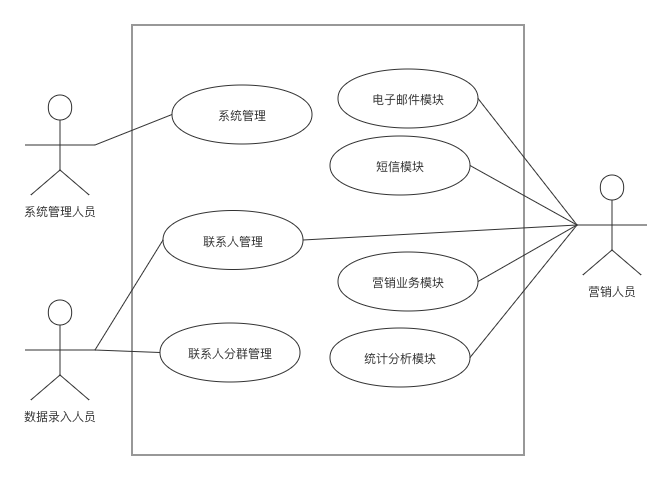 电子邮件模块
系统管理
短信模块
系统管理人员
联系人管理
营销业务模块
营销人员
联系人分群管理
统计分析模块
数据录入人员